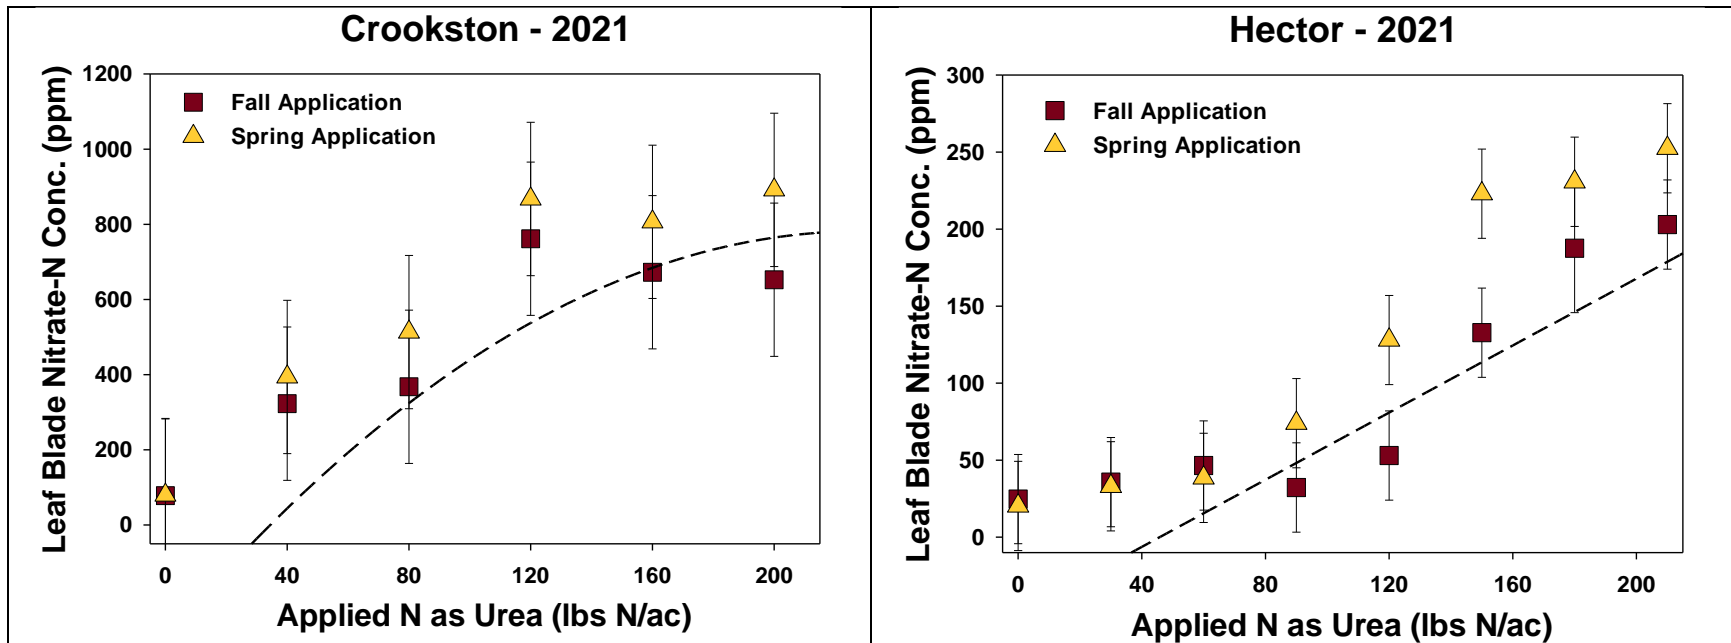 Crookston - 2021
Leaf Blade Nitrate-N Conc. (ppm)
1200
1000
800
600
400
200
0
Fall Application
Spring Application
0 40 80 120 160 200
Applied N as Urea (lbs N/ac)
Hector - 2021
Leaf Blade Nitrate-N Conc. (ppm)
300
250
200
150
100
50
0
Fall Application
Spring Application
0 40 80 120 160 200
Applied N as Urea (lbs N/ac)